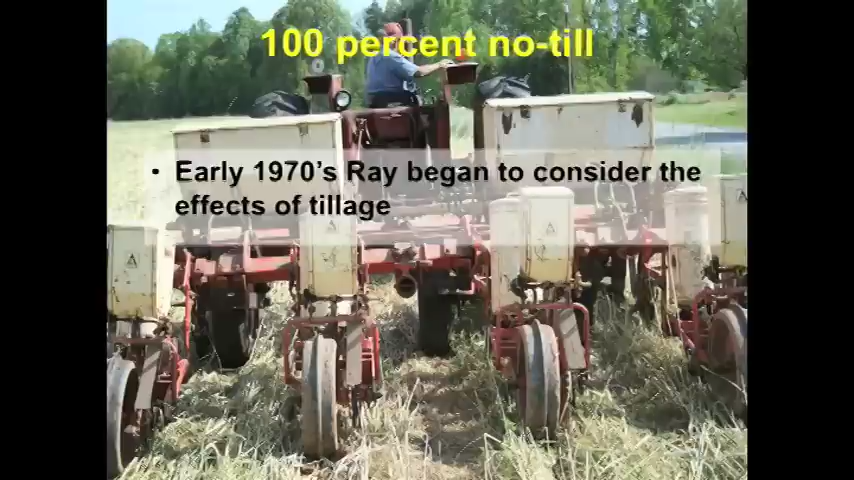 100 percent no-till
• Early 1970's Ray began to consider the
effects of tillage